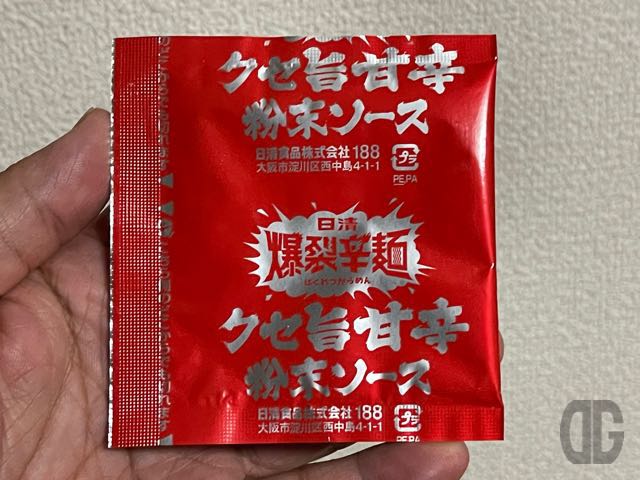 クセ旨甘辛
粉末ソース
日清食品株式会社 188
大阪市淀川区西中島4-1-1
プラ
PE,PA
日清
爆裂辛麺
ばくれつからめん
クセ旨甘辛
粉末ソース
日清食品株式会社 188
大阪市淀川区西中島4-1-1
プラ
PE,PA
DG